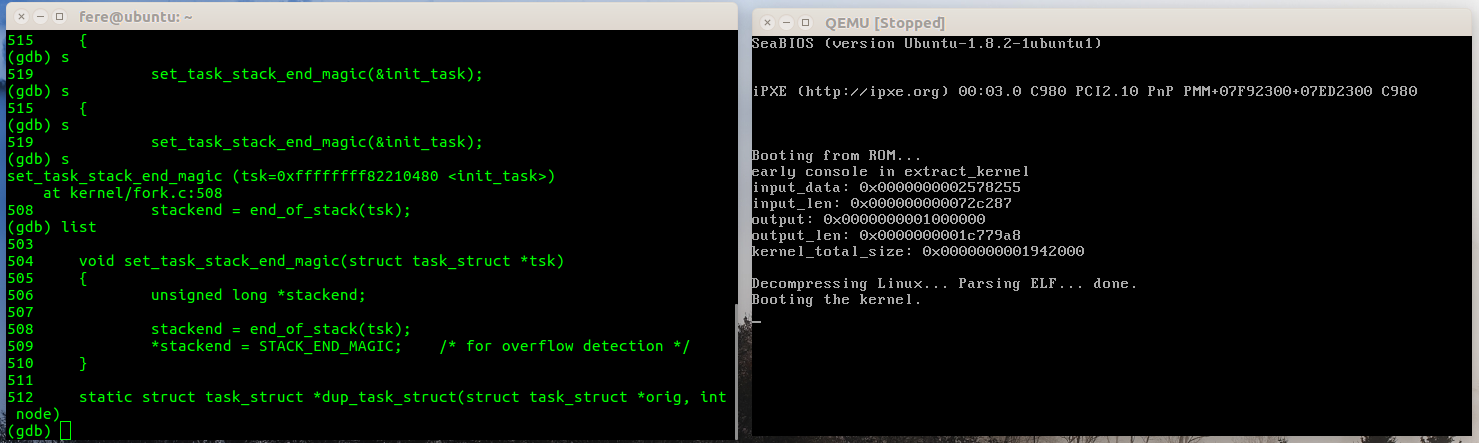 fere@ubuntu: ~
515 {
(gdb) s
519 set_task_stack_end_magic(&init_task);
(gdb) s
515 {
(gdb) s
519 set_task_stack_end_magic(&init_task);
(gdb) s
set_task_stack_end_magic (tsk=0xffffffff82210480 <init_task>)
at kernel/fork.c:508
508 stackend = end_of_stack(tsk);
(gdb) list
503
504 void set_task_stack_end_magic(struct task_struct *tsk)
505 {
506 unsigned long *stackend;
507
508 stackend = end_of_stack(tsk);
509 *stackend = STACK_END_MAGIC; /* for overflow detection */
510 }
511
512 static struct task_struct *dup_task_struct(struct task_struct *orig, int
node)
(gdb)
QEMU [Stopped]
SeaBIOS (version Ubuntu-1.8.2-1ubuntu1)
iPXE (http://ipxe.org) 00:03.0 C980 PCI2.10 PnP PMM+07F92300+07ED2300 C980
Booting from ROM...
early console in extract_kernel
input_data: 0x0000000002578255
input_len: 0x000000000072c287
output: 0x0000000001000000
output_len: 0x0000000001c779a8
kernel_total_size: 0x0000000001942000
Decompressing Linux... Parsing ELF... done.
Booting the kernel.